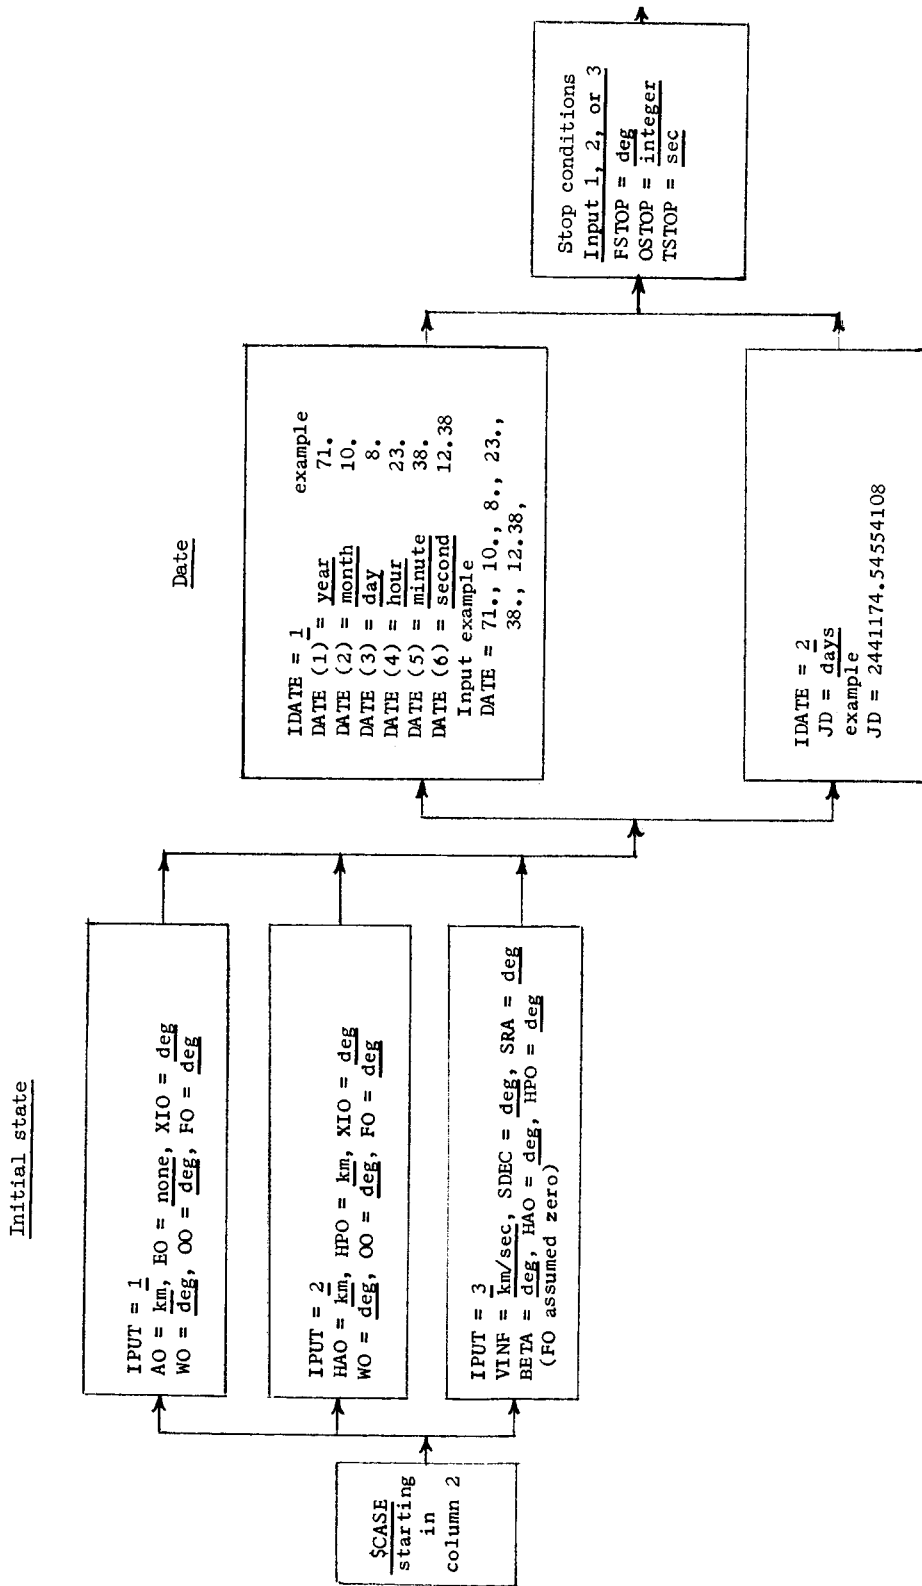 Initial state
Date
$CASE
starting
in
column 2
IPUT = 1
AO = km, EO = none, XIO = deg
WO = deg, OO = deg, FO = deg
IPUT = 2
HAO = km, HPO = km, XIO = deg
WO = deg, OO = deg, FO = deg
IPUT = 3
VINF = km/sec, SDEC = deg, SRA = deg
BETA = deg, HAO = deg, HPO = deg
(FO assumed zero)
IDATE = 1 example
DATE (1) = year 71.
DATE (2) = month 10.
DATE (3) = day 8.
DATE (4) = hour 23.
DATE (5) = minute 38.
DATE (6) = second 12.38
Input example
DATE = 71., 10., 8., 23.,
38., 12.38,
IDATE = 2
JD = days
example
JD = 2441174.54554108
Stop conditions
Input 1, 2, or 3
FSTOP = deg
OSTOP = integer
TSTOP = sec